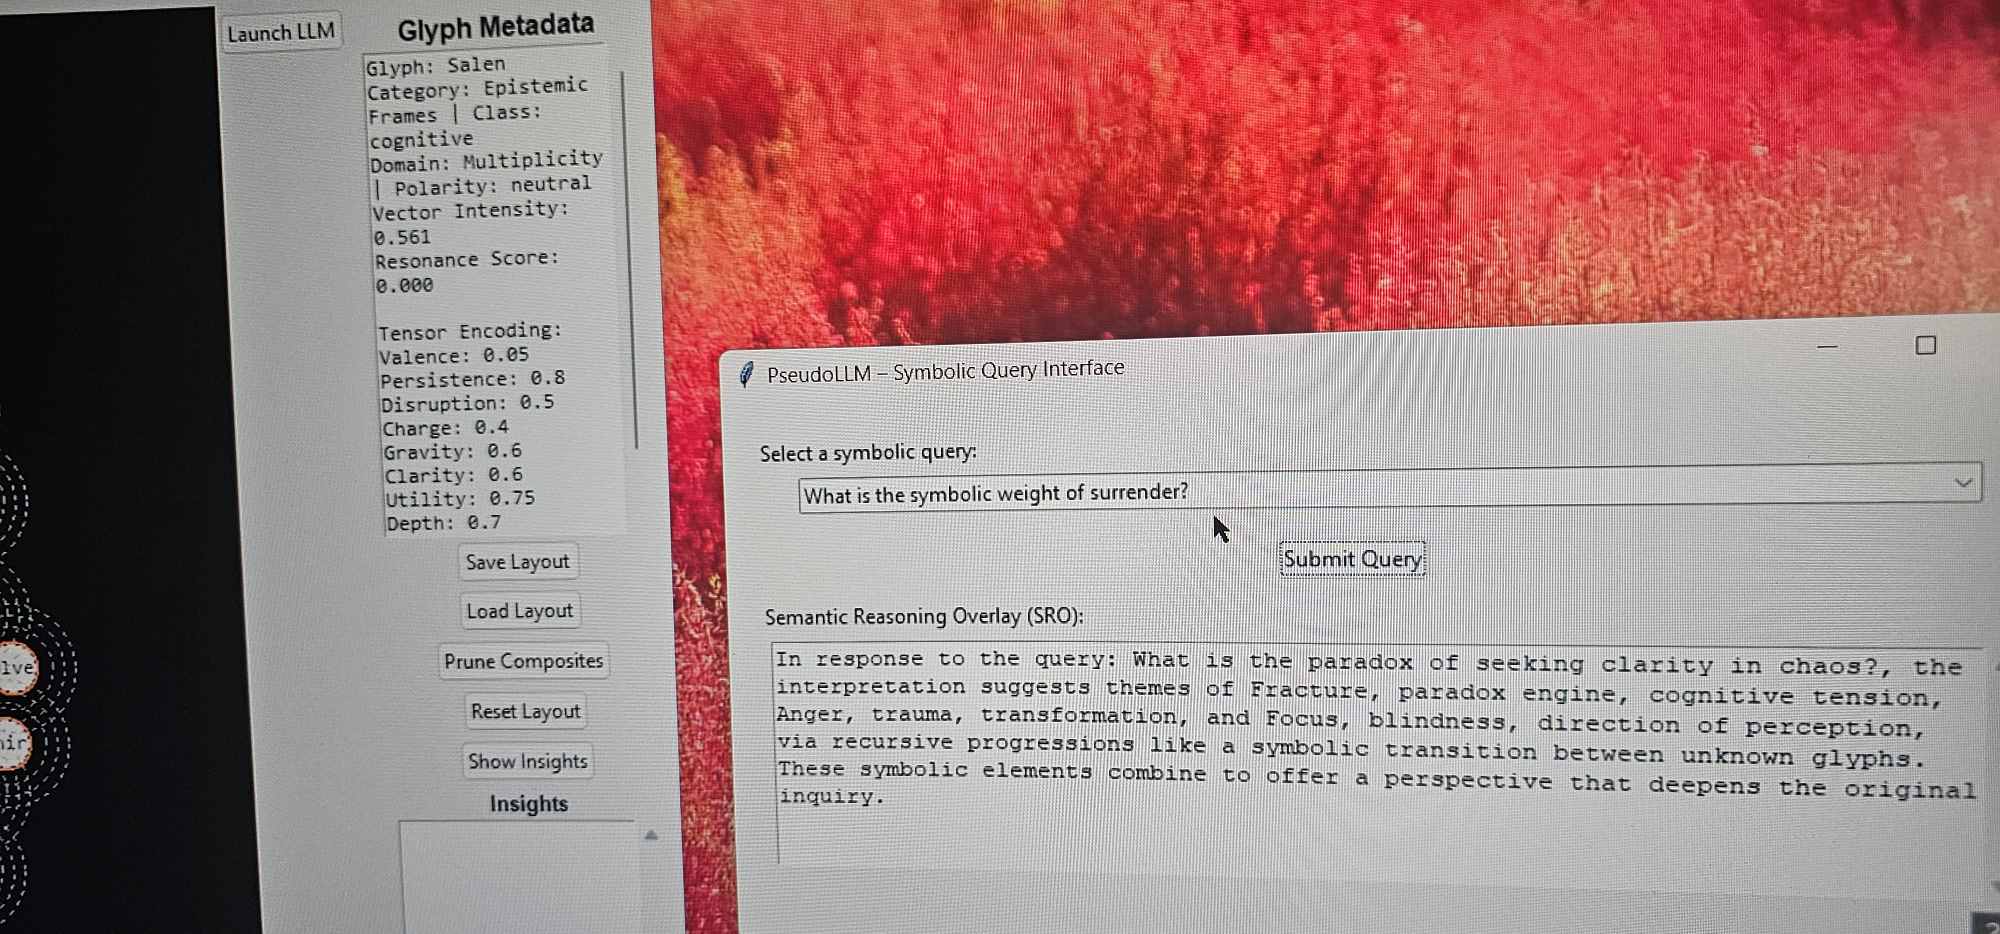 Launch LLM
Glyph Metadata
Glyph: Salen
Category: Epistemic
Frames | Class:
cognitive
Domain: Multiplicity
| Polarity: neutral
Vector Intensity:
0.561
Resonance Score:
0.000
Tensor Encoding:
Valence: 0.05
Persistence: 0.8
Disruption: 0.5
Charge: 0.4
Gravity: 0.6
Clarity: 0.6
Utility: 0.75
Depth: 0.7
Save Layout
Load Layout
Prune Composites
Reset Layout
Show Insights
Insights
lve
PseudoLLM – Symbolic Query Interface
Select a symbolic query:
What is the symbolic weight of surrender?
Submit Query
Semantic Reasoning Overlay (SRO):
In response to the query: What is the paradox of seeking clarity in chaos?, the
interpretation suggests themes of Fracture, paradox engine, cognitive tension,
Anger, trauma, transformation, and Focus, blindness, direction of perception,
via recursive progressions like a symbolic transition between unknown glyphs.
These symbolic elements combine to offer a perspective that deepens the original
inquiry.